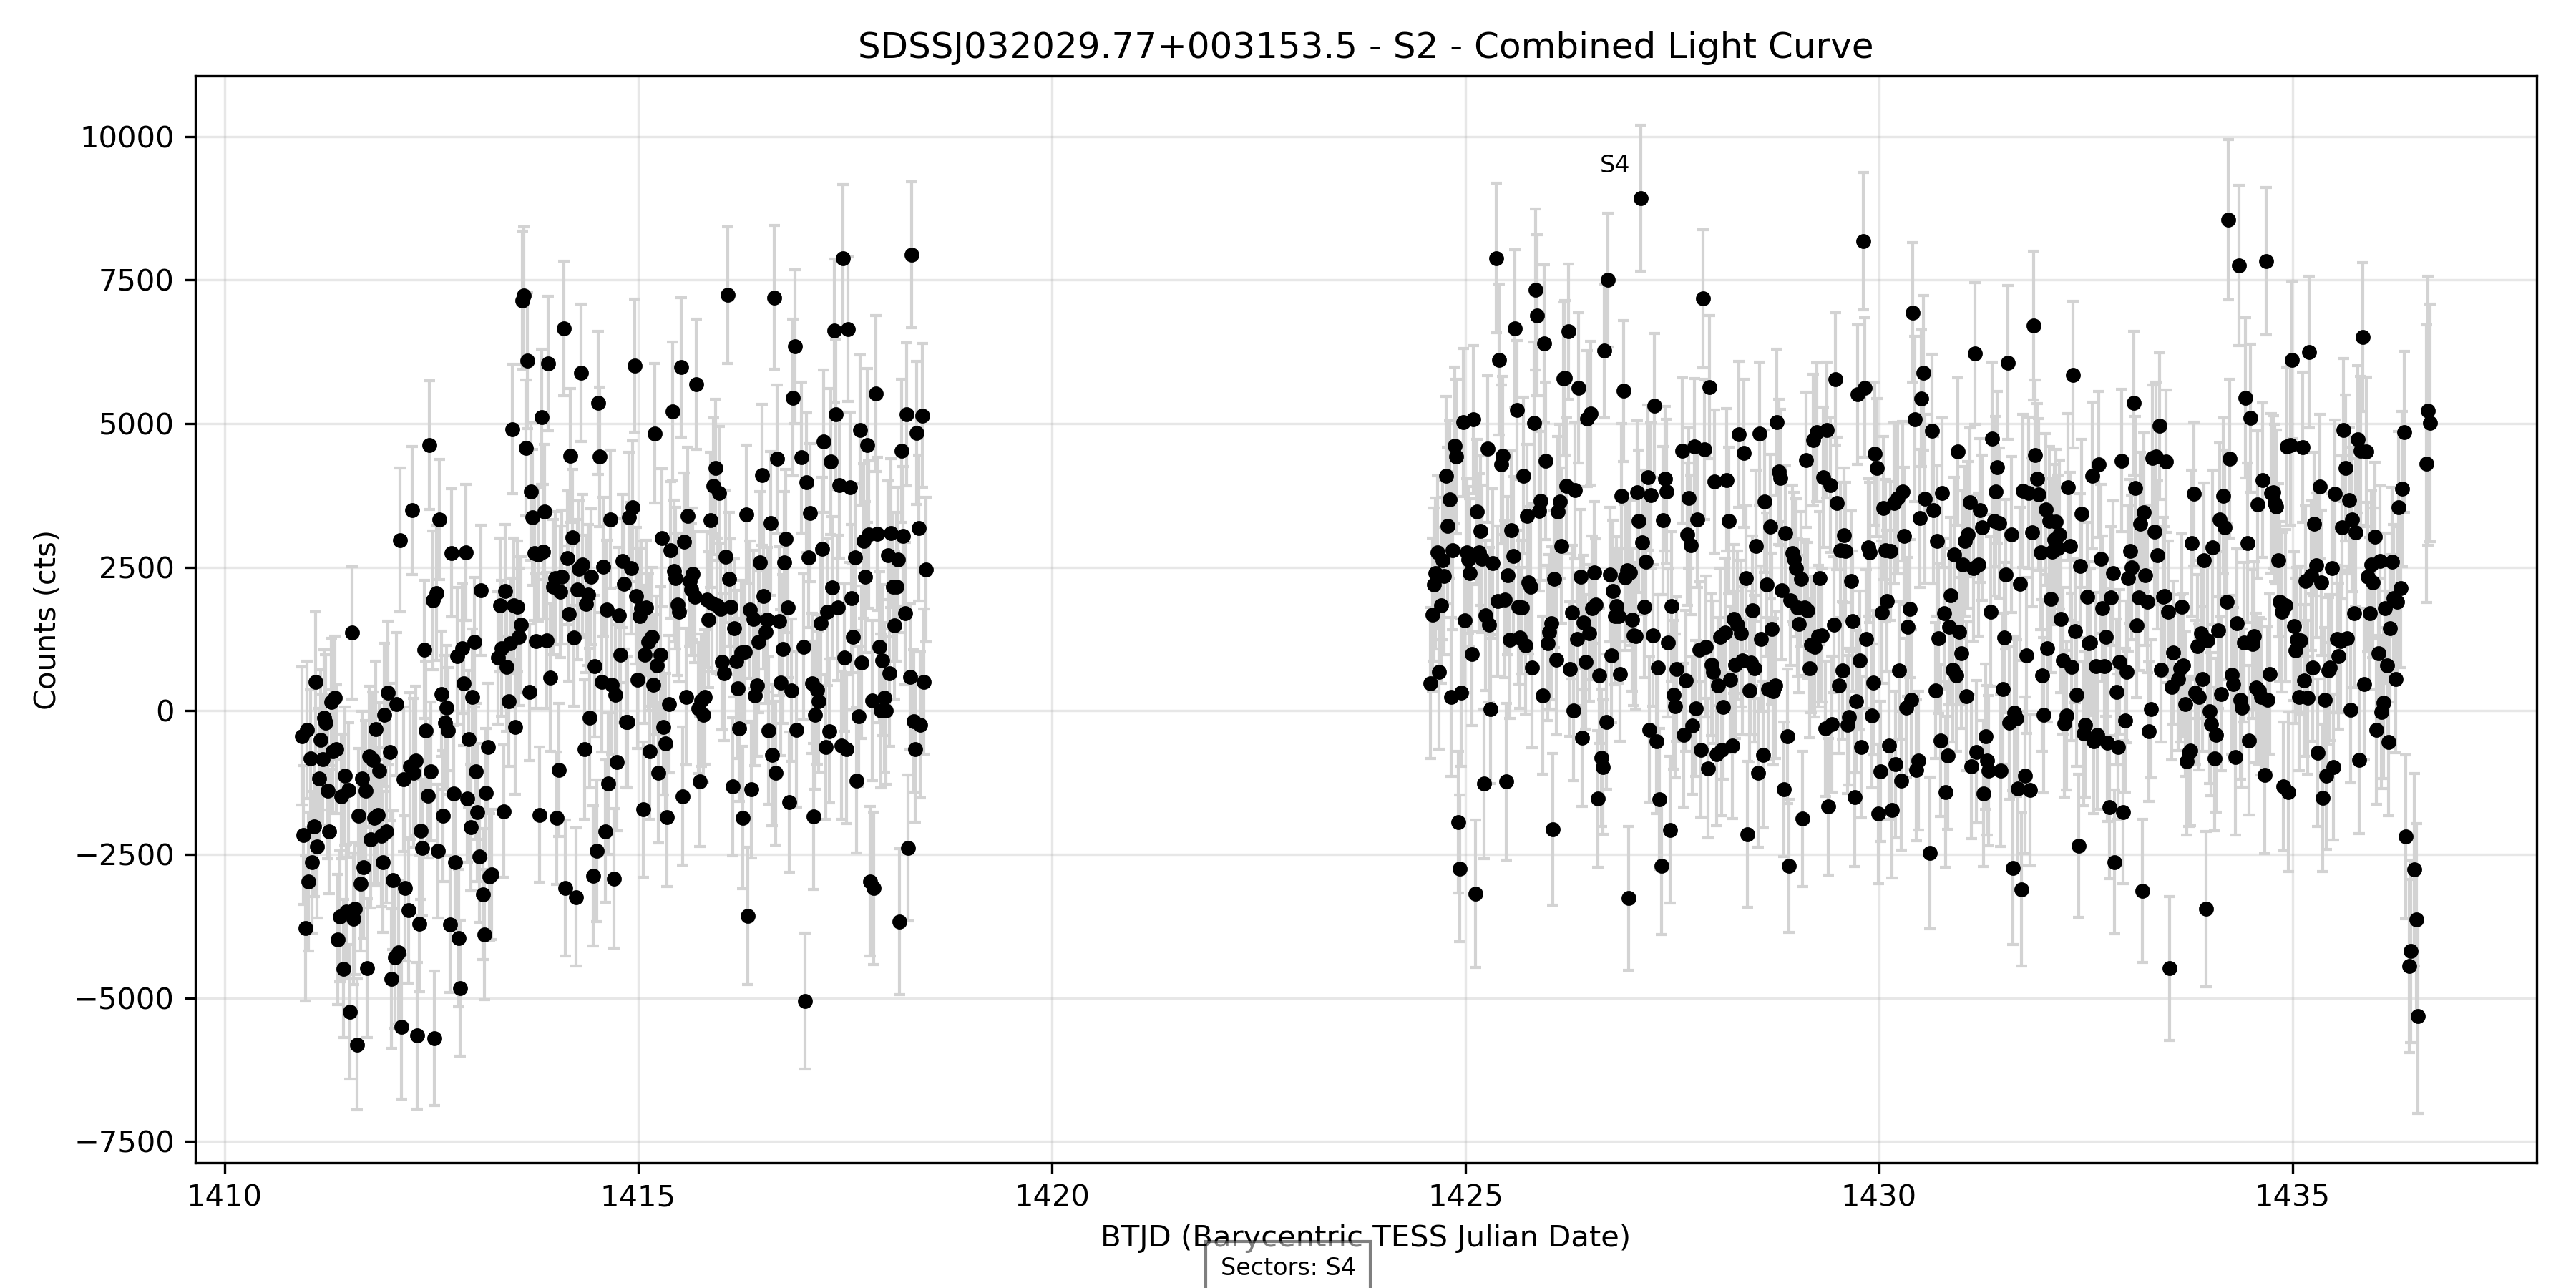 SDSSJ032029.77+003153.5 - S2 - Combined Light Curve
10000
7500
5000
2500
0
−2500
−5000
−7500
Counts (cts)
S4
1410
1415
1420
1425
1430
1435
BTJD (Barycentric TESS Julian Date)
Sectors: S4